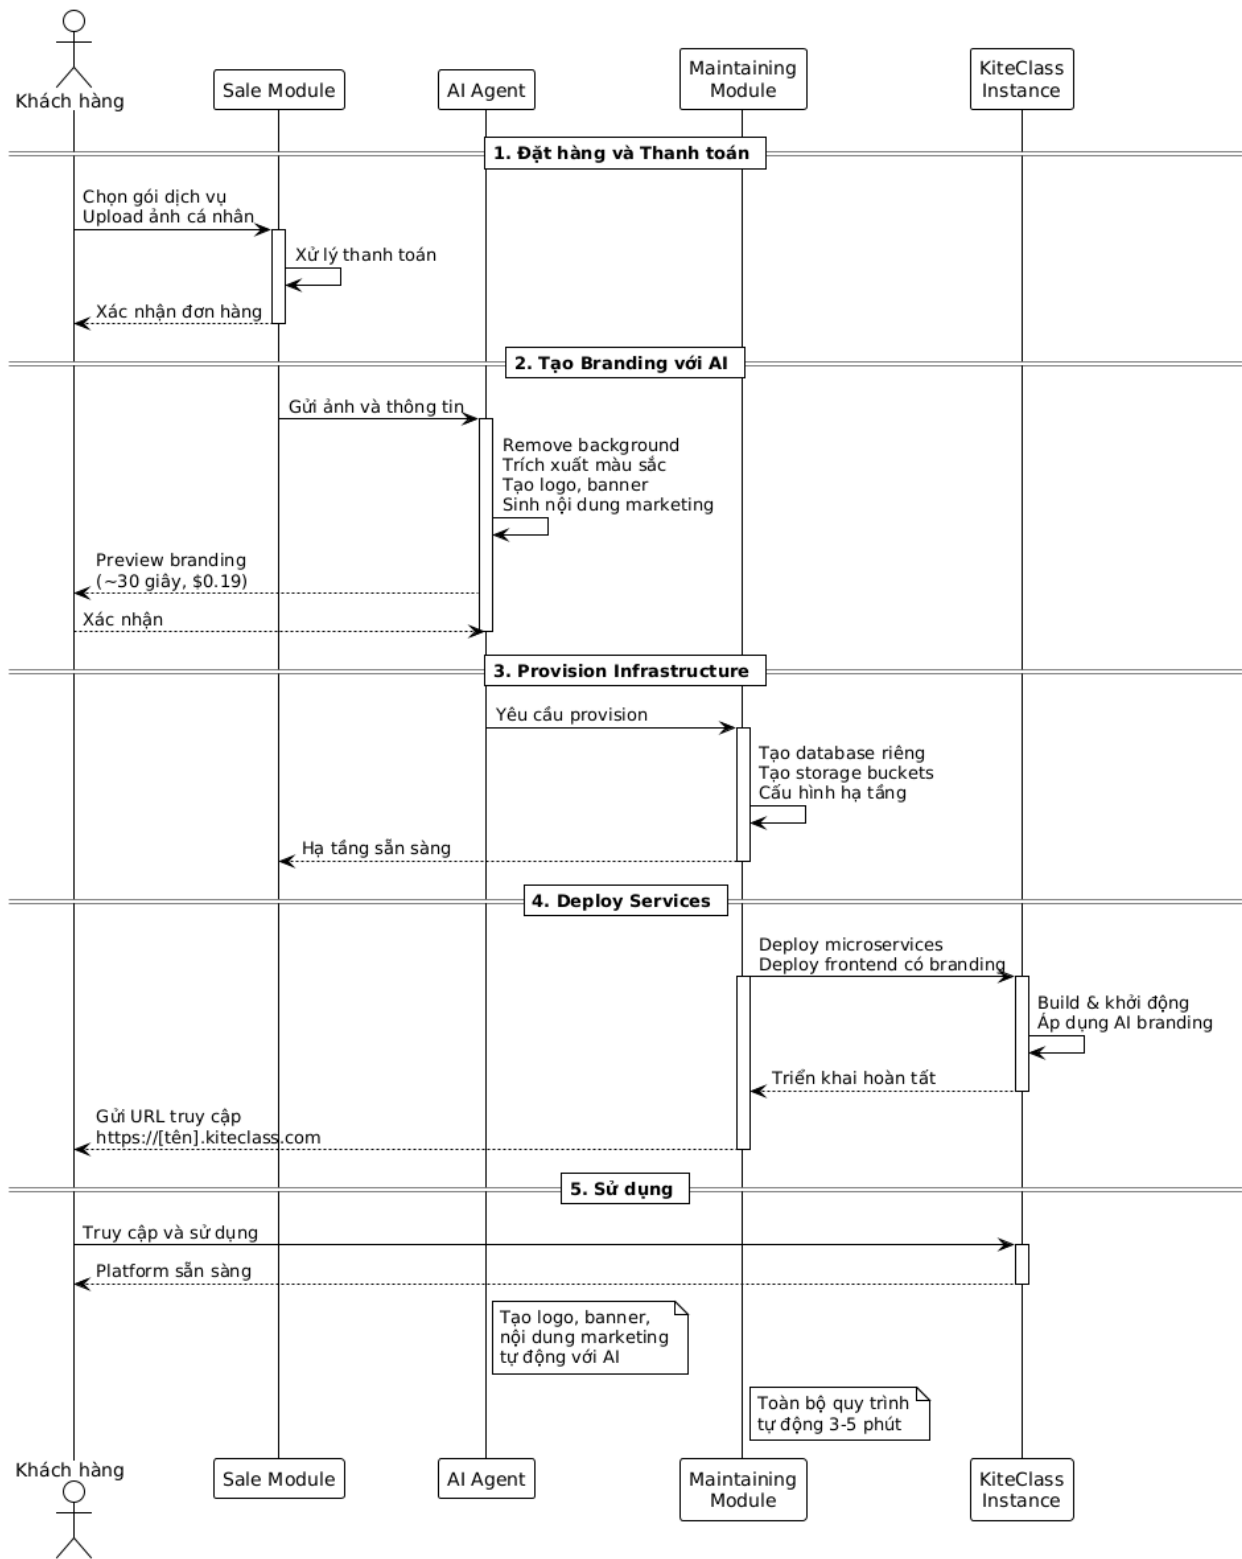 Khách hàng
Sale Module
AI Agent
Maintaining
Module
KiteClass
Instance
1. Đặt hàng và Thanh toán
Chọn gói dịch vụ
Upload ảnh cá nhân
Xử lý thanh toán
Xác nhận đơn hàng
2. Tạo Branding với AI
Gửi ảnh và thông tin
Remove background
Trích xuất màu sắc
Tạo logo, banner
Sinh nội dung marketing
Preview branding
(~30 giây, $0.19)
Xác nhận
3. Provision Infrastructure
Yêu cầu provision
Tạo database riêng
Tạo storage buckets
Cấu hình hạ tầng
Hạ tầng sẵn sàng
4. Deploy Services
Deploy microservices
Deploy frontend có branding
Build & khởi động
Áp dụng AI branding
Triển khai hoàn tất
Gửi URL truy cập
https://[tên].kiteclass.com
5. Sử dụng
Truy cập và sử dụng
Platform sẵn sàng
Tạo logo, banner,
nội dung marketing
tự động với AI
Toàn bộ quy trình
tự động 3-5 phút
Khách hàng
Sale Module
AI Agent
Maintaining
Module
KiteClass
Instance